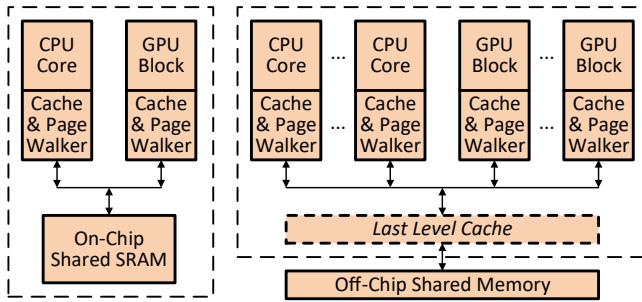 CPU
Core
GPU
Block
Cache
& Page
Walker
Cache
& Page
Walker
On-Chip
Shared SRAM
CPU
Core
...
CPU
Core
GPU
Block
...
GPU
Block
Cache
& Page
Walker
...
Cache
& Page
Walker
Cache
& Page
Walker
...
Cache
& Page
Walker
Last Level Cache
Off-Chip Shared Memory